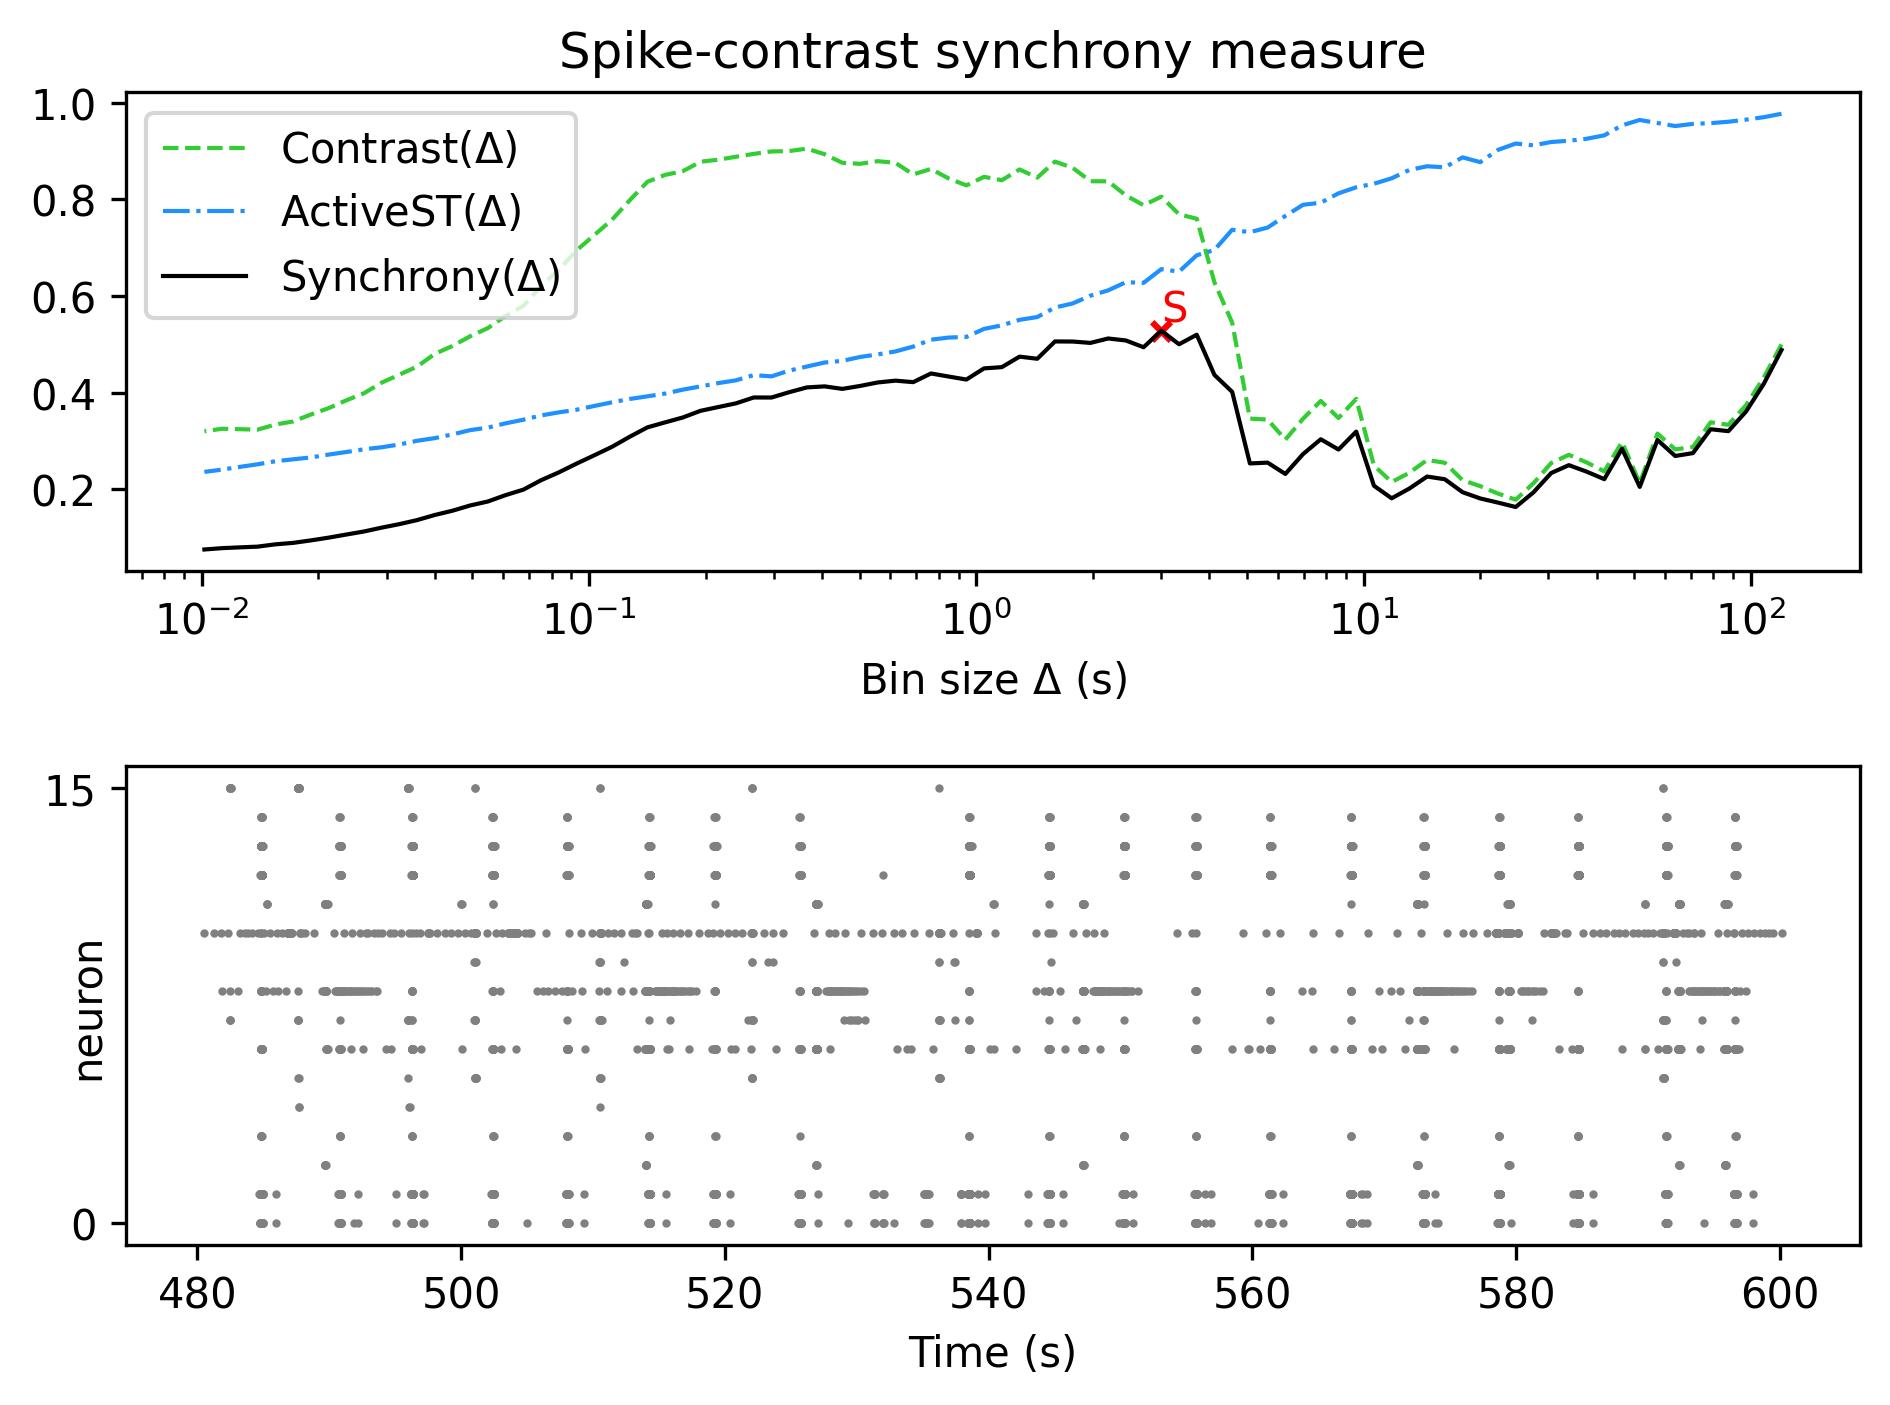 Spike-contrast synchrony measure
1.0
0.8
0.6
0.4
0.2
Contrast(Δ)
ActiveST(Δ)
Synchrony(Δ)
S
10⁻² 10⁻¹ 10⁰ 10¹ 10²
Bin size Δ (s)
15
0
neuron
480 500 520 540 560 580 600
Time (s)